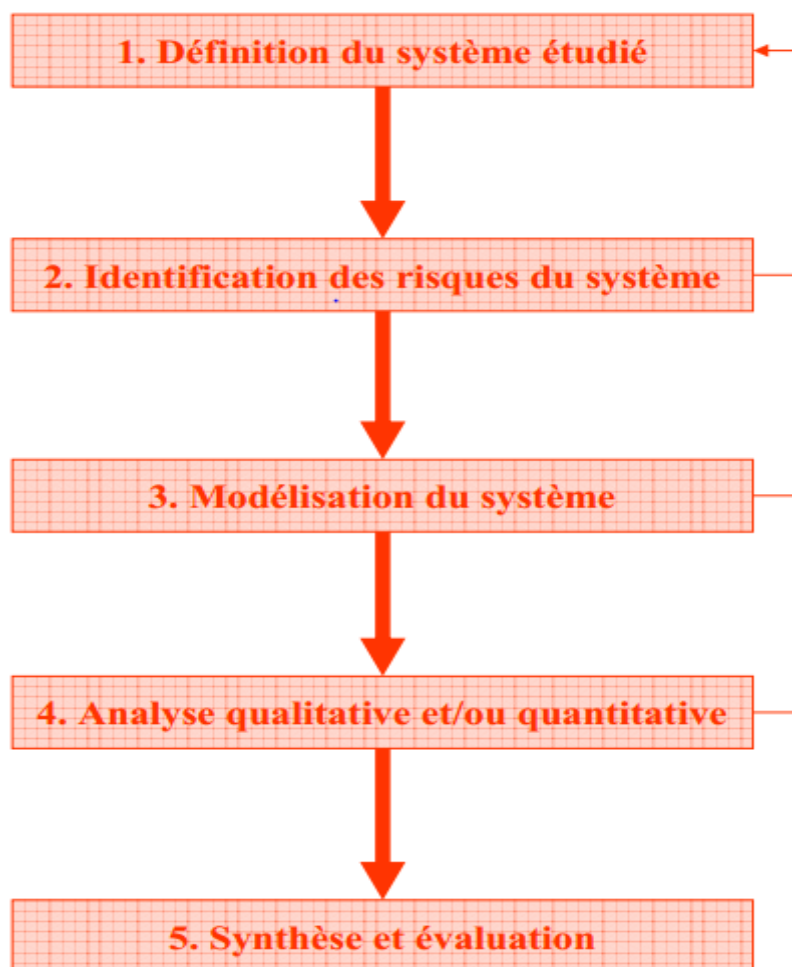 1. Définition du système étudié
2. Identification des risques du système
3. Modélisation du système
4. Analyse qualitative et/ou quantitative
5. Synthèse et évaluation